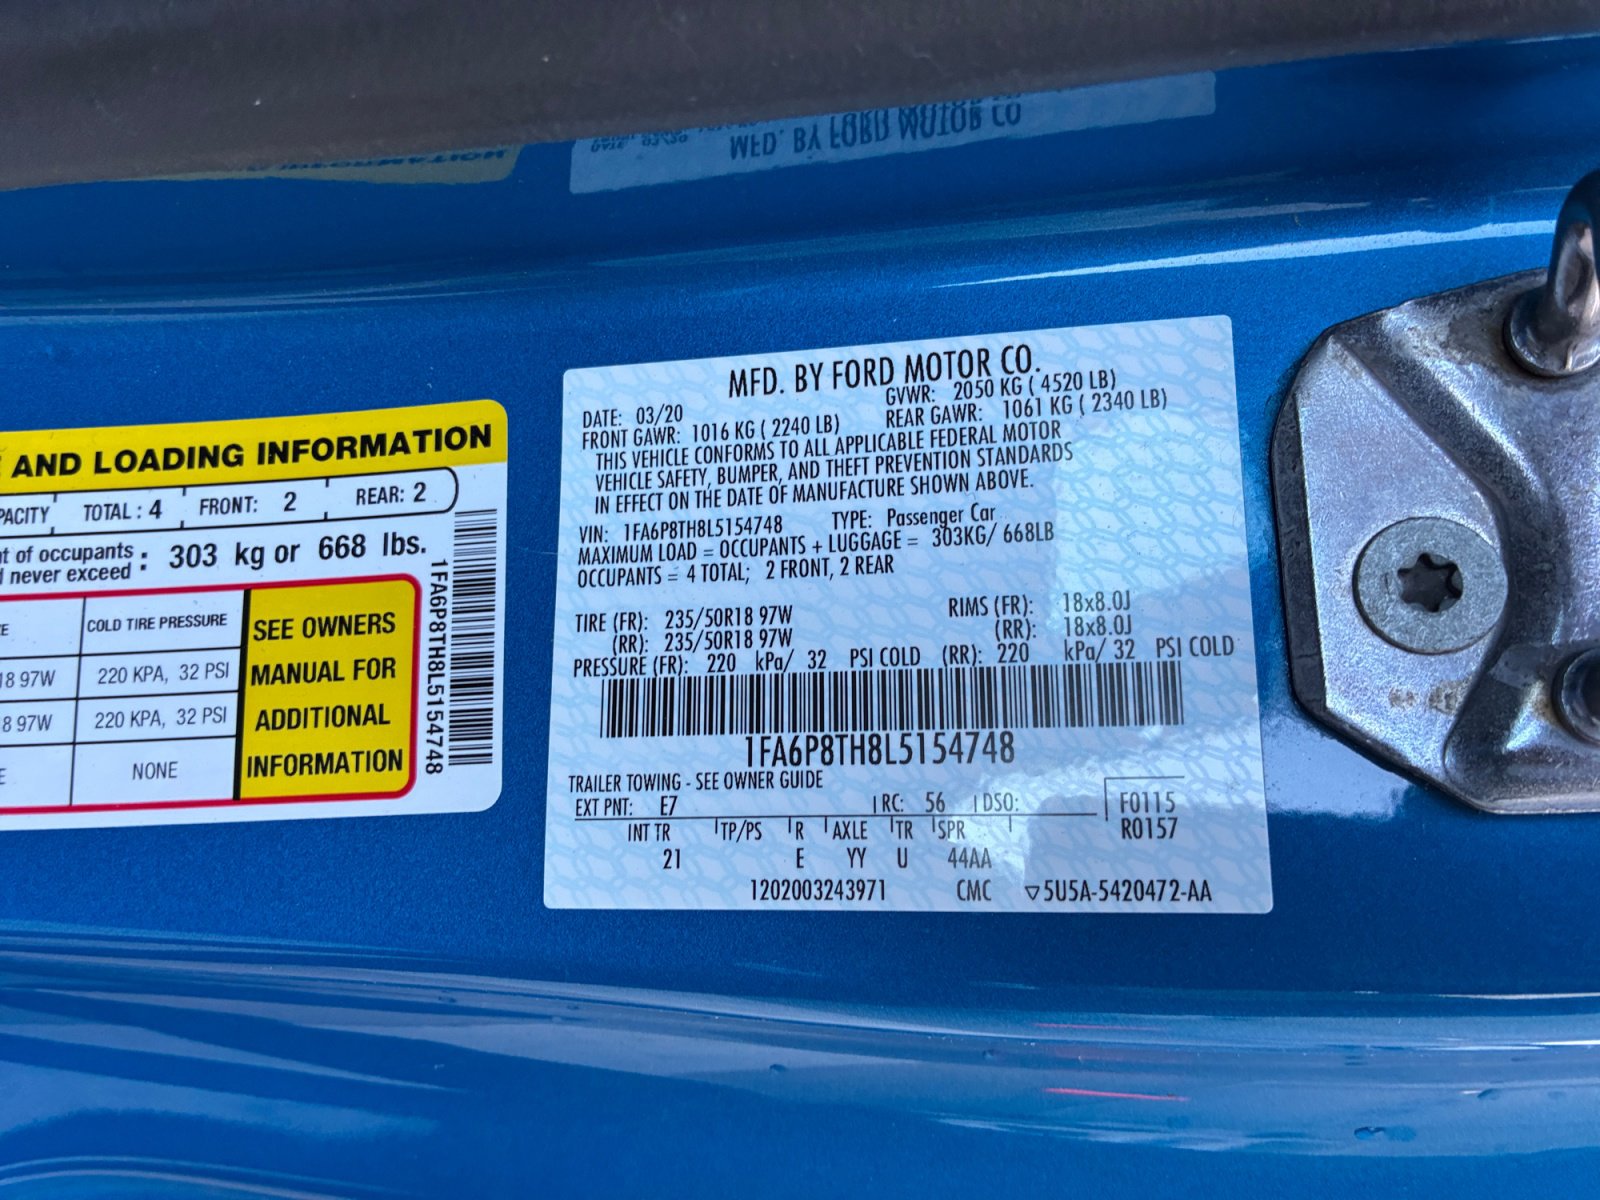 AND LOADING INFORMATION
TOTAL : 4 FRONT: 2 REAR: 2
of occupants : 303 kg or 668 lbs.
never exceed
1FA6P8TH8L5154748
COLD TIRE PRESSURE
18 97W 220 KPA, 32 PSI
97W 220 KPA, 32 PSI
NONE
SEE OWNERS
MANUAL FOR
ADDITIONAL
INFORMATION
MFD. BY FORD MOTOR CO.
DATE: 03/20 GVWR: 2050 KG ( 4520 LB)
FRONT GAWR: 1016 KG ( 2240 LB) REAR GAWR: 1061 KG ( 2340 LB)
THIS VEHICLE CONFORMS TO ALL APPLICABLE FEDERAL MOTOR
VEHICLE SAFETY, BUMPER, AND THEFT PREVENTION STANDARDS
IN EFFECT ON THE DATE OF MANUFACTURE SHOWN ABOVE.
VIN: 1FA6P8TH8L5154748 TYPE: Passenger Car
MAXIMUM LOAD = OCCUPANTS + LUGGAGE = 303KG/ 668LB
OCCUPANTS = 4 TOTAL; 2 FRONT, 2 REAR
TIRE (FR): 235/50R18 97W RIMS (FR): 18x8.0J
(RR): 235/50R18 97W (RR): 18x8.0J
PRESSURE (FR): 220 kPa/ 32 PSI COLD (RR): 220 kPa/ 32 PSI COLD
1FA6P8TH8L5154748
TRAILER TOWING - SEE OWNER GUIDE
EXT PNT: E7 RC: 56 DSO: F0115
INT TR TP/PS R AXLE TR SPR R0157
21 E YY U 44AA
1202003243971 CMC ▽5U5A-5420472-AA